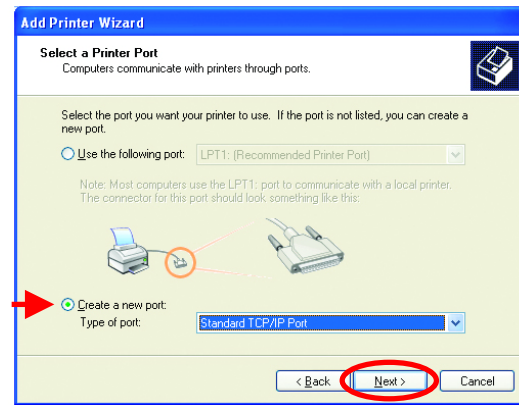 Add Printer Wizard
Select a Printer Port
Computers communicate with printers through ports.
Select the port you want your printer to use. If the port is not listed, you can create a
new port.
Use the following port: LPT1: (Recommended Printer Port)
Note: Most computers use the LPT1: port to communicate with a local printer.
The connector for this port should look something like this:
Create a new port:
Type of port: Standard TCP/IP Port
< Back Next > Cancel